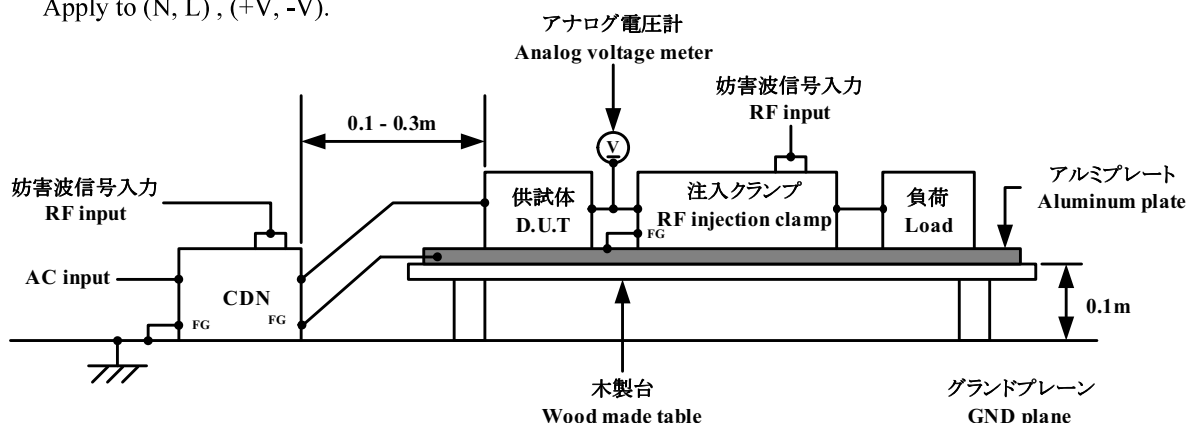 Apply to (N, L) , (+V, -V).
アナログ電圧計
Analog voltage meter
妨害波信号入力
RF input
0.1 - 0.3m
V
妨害波信号入力
RF input
供試体
D.U.T
注入クランプ
RF injection clamp
FG
負荷
Load
アルミプレート
Aluminum plate
AC input
CDN
FG
FG
0.1m
木製台
Wood made table
グランドプレーン
GND plane